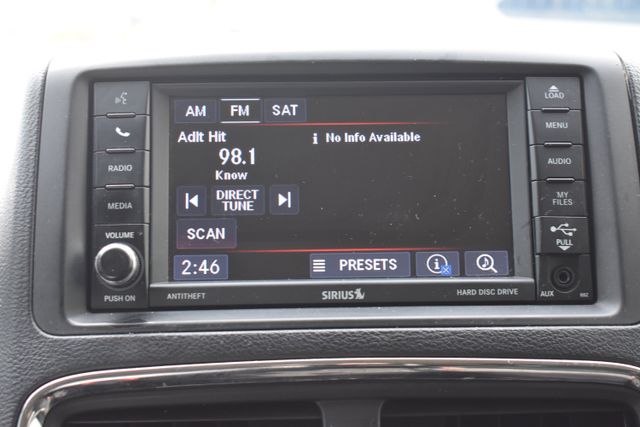 LOAD
AM FM SAT
MENU
Adlt Hit
i No Info Available
98.1
Know
RADIO
AUDIO
DIRECT
TUNE
MEDIA
MY
FILES
VOLUME
SCAN
PULL
2:46
PRESETS
PUSH ON
ANTITHEFT
SIRIUS
HARD DISC DRIVE
AUX